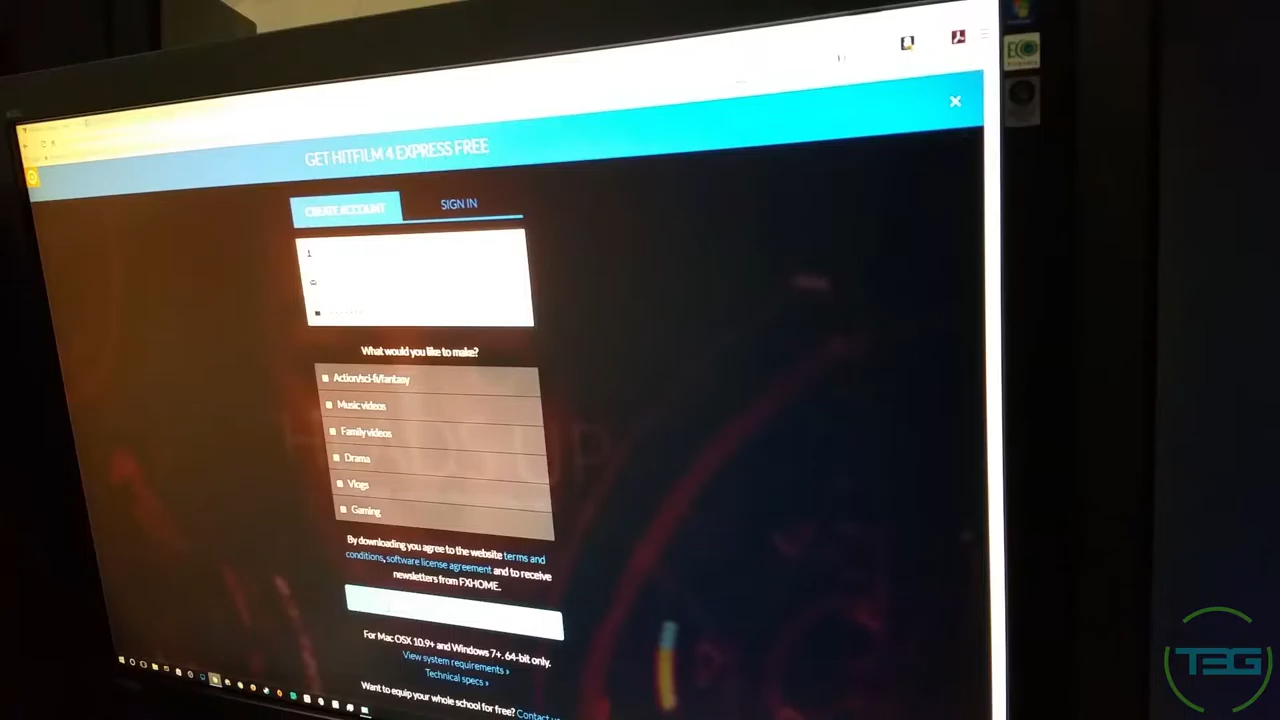 GET HITFILM 4 EXPRESS FREE
CREATE ACCOUNT
SIGN IN
What would you like to make?
Action/sci-fi/fantasy
Music videos
Family videos
Drama
Vlogs
Gaming
By downloading you agree to the website terms and
conditions, software license agreement and to receive
newsletters from FXHOME.
For Mac OSX 10.9+ and Windows 7+. 64-bit only.
View system requirements »
Technical specs »
Want to equip your whole school for free? Contact us
ECO